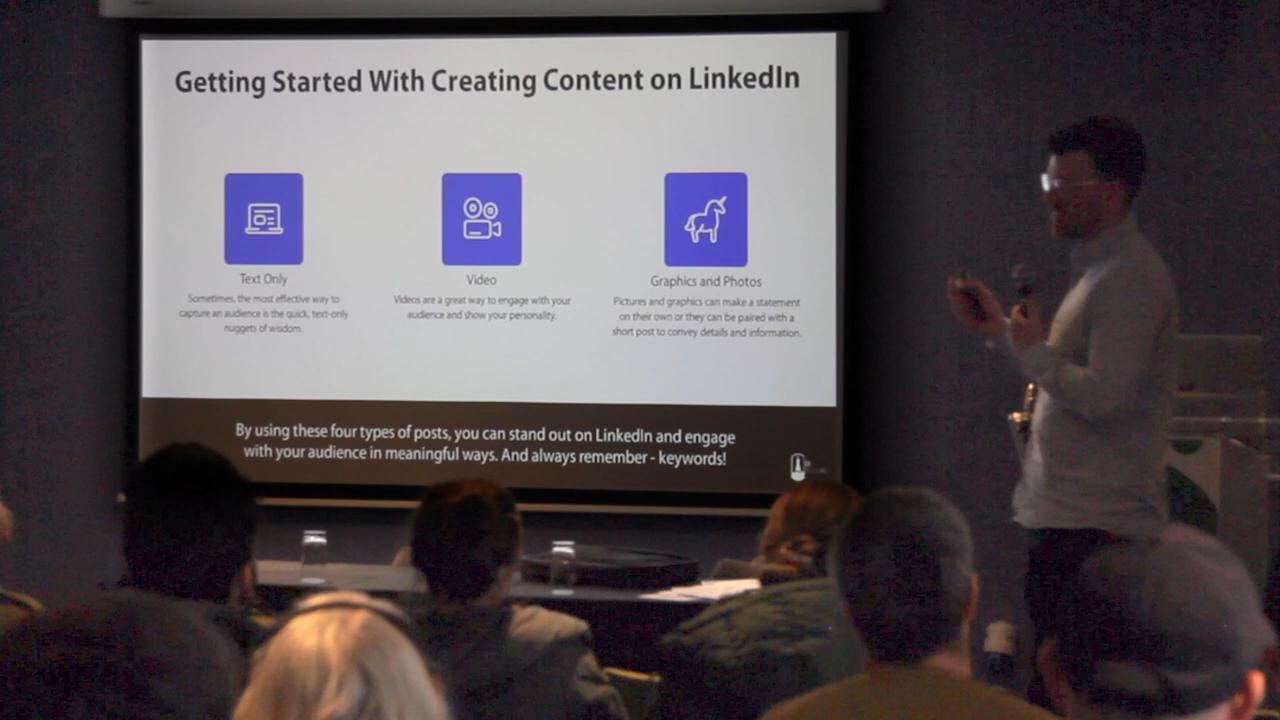 Getting Started With Creating Content on LinkedIn
Text Only
Sometimes, the most effective way to
capture an audience is the quick, text-only
nuggets of wisdom.
Video
Videos are a great way to engage with your
audience and show your personality.
Graphics and Photos
Pictures and graphics can make a statement
on their own or they can be paired with a
short post to convey details and information.
By using these four types of posts, you can stand out on LinkedIn and engage
with your audience in meaningful ways. And always remember - keywords!